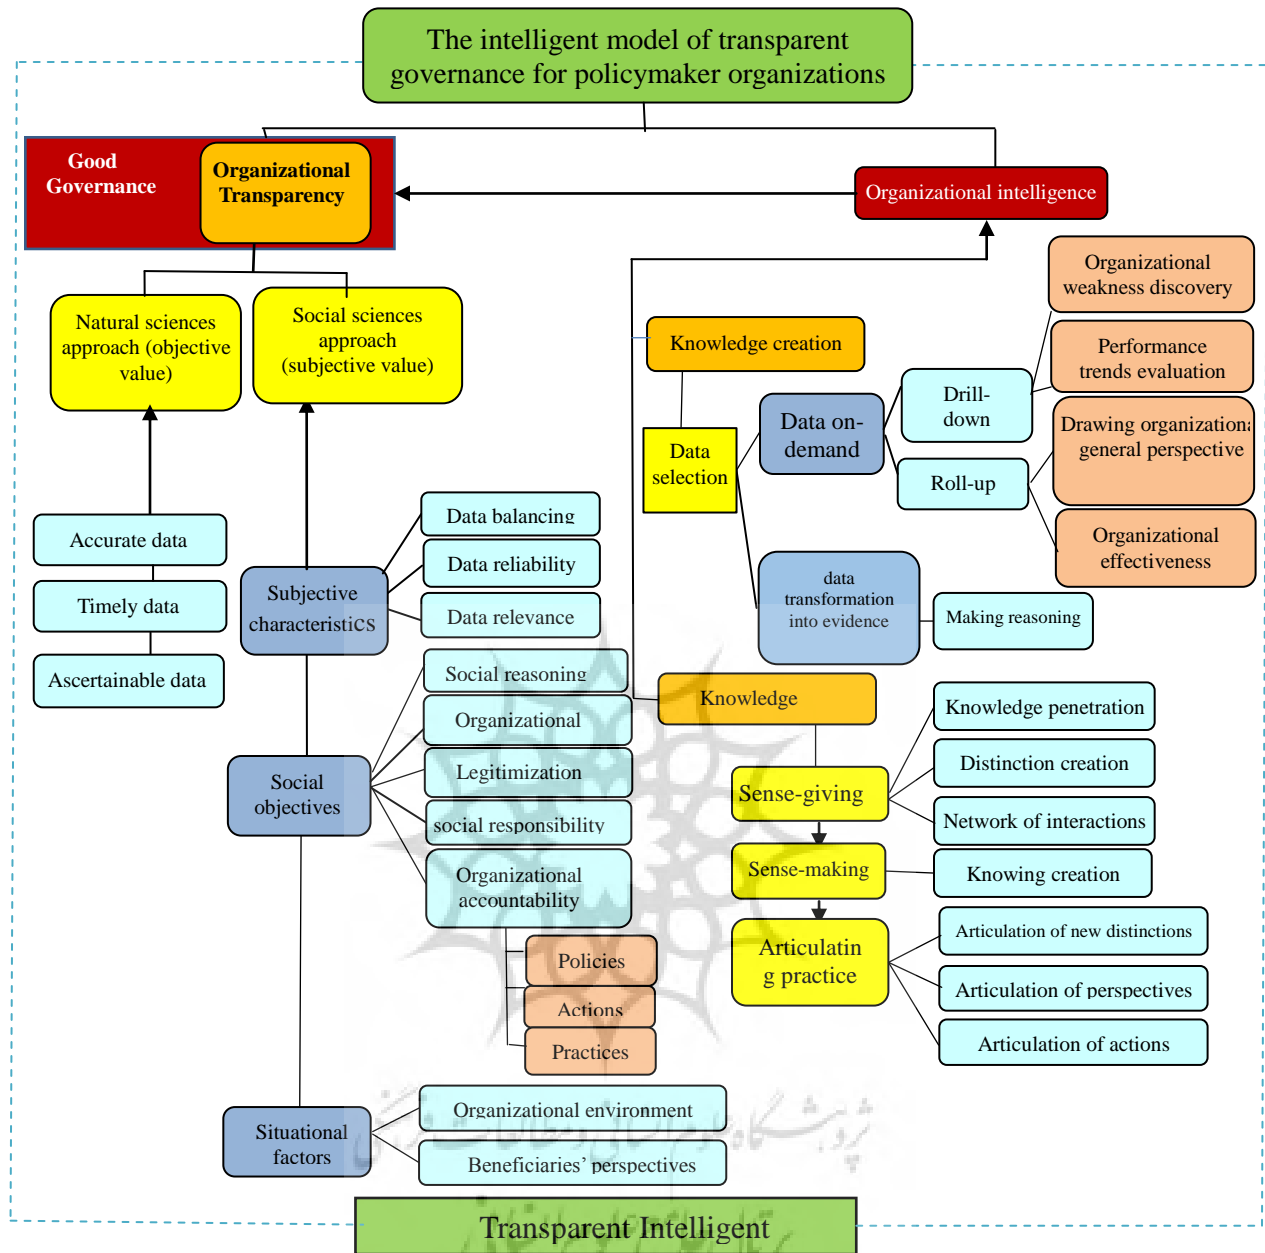 The intelligent model of transparent
governance for policymaker organizations
Good
Governance
Organizational
Transparency
Organizational intelligence
Natural sciences
approach (objective
value)
Social sciences
approach
(subjective value)
Accurate data
Timely data
Ascertainable data
Subjective
characteristics
Data balancing
Data reliability
Data relevance
Social
objectives
Social reasoning
Organizational
Legitimization
social responsibility
Organizational
accountability
Policies
Actions
Practices
Situational
factors
Organizational environment
Beneficiaries' perspectives
Knowledge creation
Data
selection
Data on-
demand
Drill-
down
Roll-up
Organizational
weakness discovery
Performance
trends evaluation
Drawing organizationa
general perspective
Organizational
effectiveness
data
transformation
into evidence
Making reasoning
Knowledge
Sense-giving
Knowledge penetration
Distinction creation
Network of interactions
Sense-making
Knowing creation
Articulatin
g practice
Articulation of new distinctions
Articulation of perspectives
Articulation of actions
پژوهشگاه علوم انسانی و مطالعات فرهنگی
Transparent Intelligent